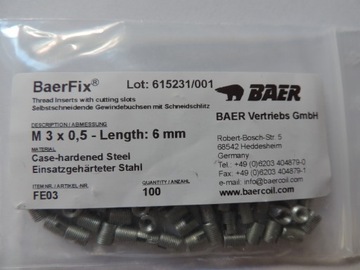 BaerFix®
Lot: 615231/001
BAER
Thread Inserts with cutting slots
Selbstschneidende Gewindebuchsen mit Schneidschlitz
BAER Vertriebs GmbH
DESCRIPTION / ABMESSUNG
M 3 x 0,5 - Length: 6 mm
Robert-Bosch-Str. 5
68542 Heddesheim
Germany
Tel. ++49 (0)6203 404879-0
Fax: ++49 (0)6203 404879-1
e-mail: info@baercoil.com
www.baercoil.com
MATERIAL
Case-hardened Steel
Einsatzgehärteter Stahl
ITEM NR. / ARTIKEL-NR.
QUANTITY / ANZAHL
FE03
100